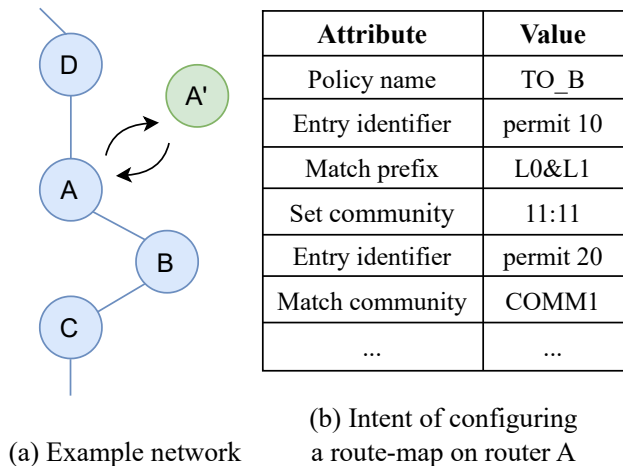 D
A'
A
B
C
(a) Example network
Attribute Value
Policy name TO_B
Entry identifier permit 10
Match prefix L0&L1
Set community 11:11
Entry identifier permit 20
Match community COMM1
... ...
(b) Intent of configuring
a route-map on router A